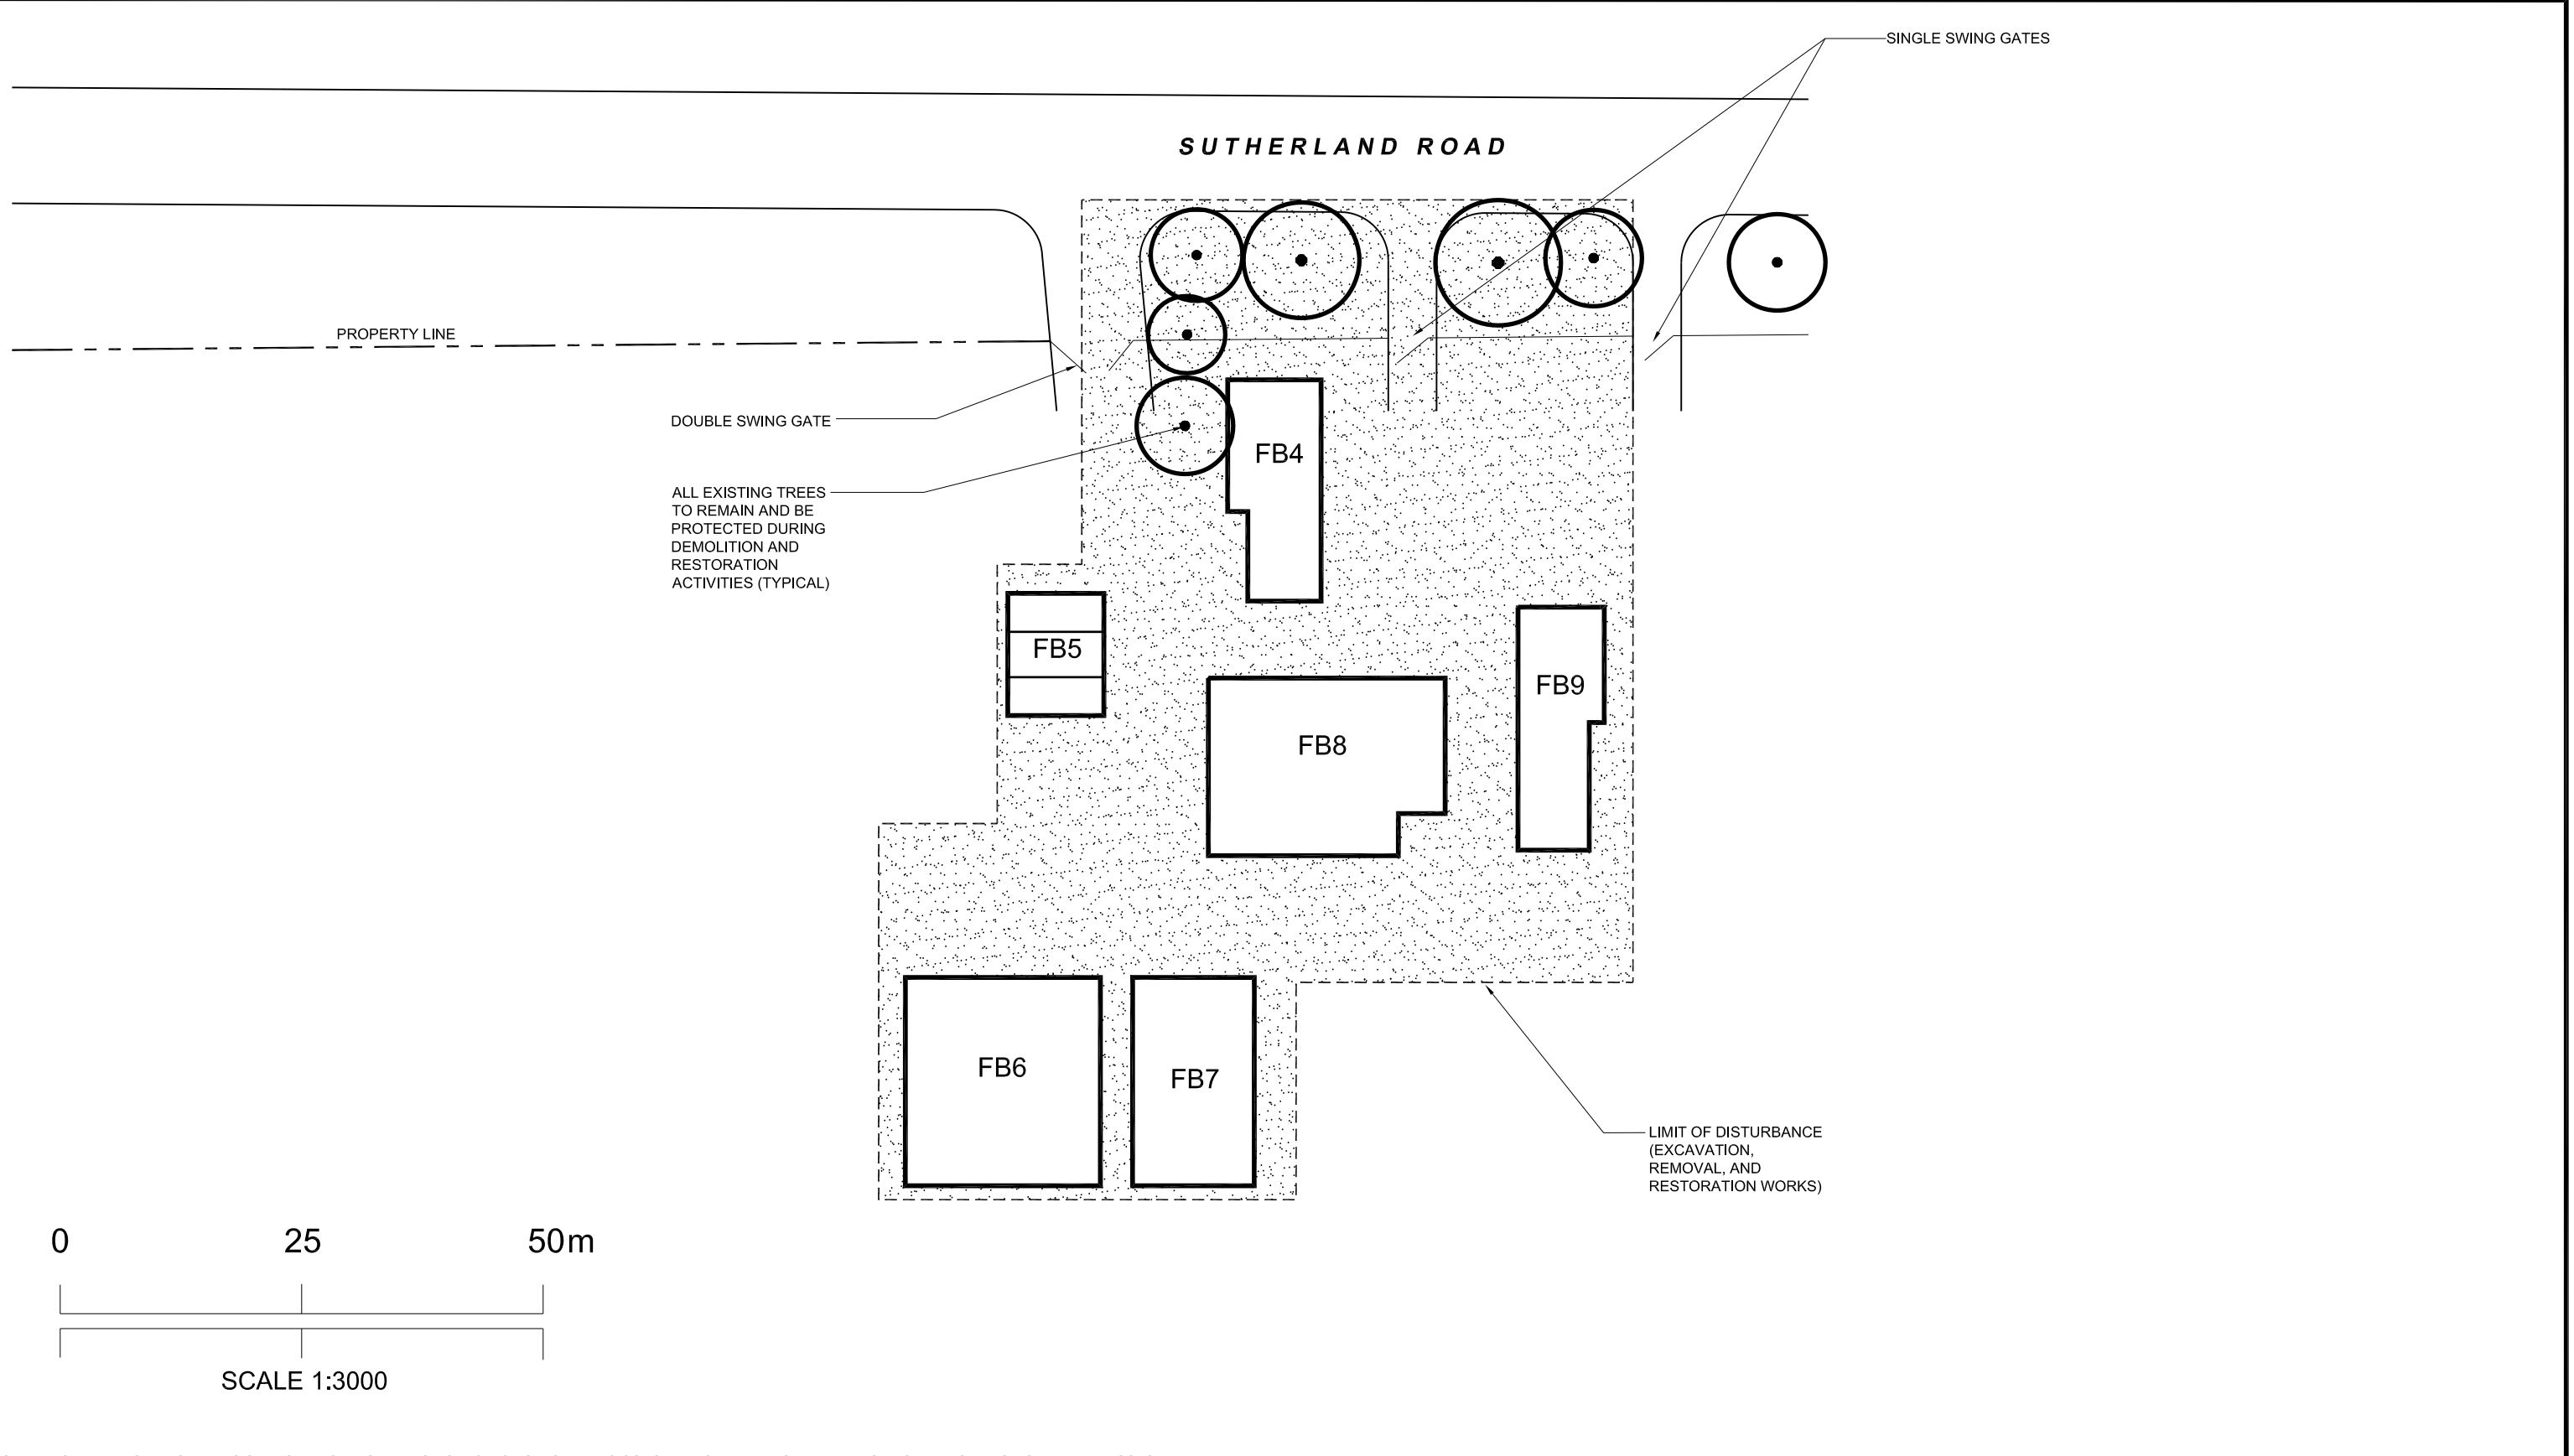 SINGLE SWING GATES
SUTHERLAND ROAD
PROPERTY LINE
DOUBLE SWING GATE
ALL EXISTING TREES
TO REMAIN AND BE
PROTECTED DURING
DEMOLITION AND
RESTORATION
ACTIVITIES (TYPICAL)
FB4
FB5
FB9
FB8
FB6
FB7
LIMIT OF DISTURBANCE
(EXCAVATION,
REMOVAL, AND
RESTORATION WORKS)
0 25 50m
SCALE 1:3000